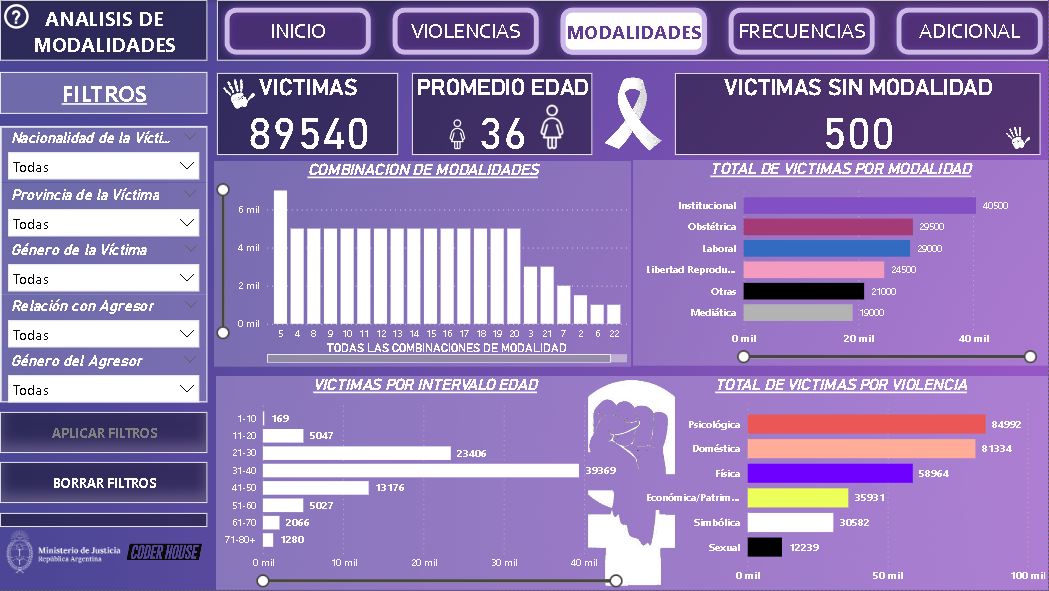 ?
ANALISIS DE
MODALIDADES
INICIO
VIOLENCIAS
MODALIDADES
FRECUENCIAS
ADICIONAL
FILTROS
Nacionalidad de la Vícti...
Todas
Provincia de la Víctima
Todas
Género de la Víctima
Todas
Relación con Agresor
Todas
Género del Agresor
Todas
APLICAR FILTROS
BORRAR FILTROS
Ministerio de Justicia
República Argentina
CODER HOUSE
VICTIMAS
89540
PROMEDIO EDAD
36
VICTIMAS SIN MODALIDAD
500
COMBINACION DE MODALIDADES
6 mil
4 mil
2 mil
0 mil
5 4 8 9 10 11 12 13 14 15 16 17 18 19 20 3 21 7 2 6 22
TODAS LAS COMBINACIONES DE MODALIDAD
TOTAL DE VICTIMAS POR MODALIDAD
Institucional 40500
Obstétrica 29500
Laboral 29000
Libertad Reprodu... 24500
Otras 21000
Mediática 19000
0 mil 20 mil 40 mil
VICTIMAS POR INTERVALO EDAD
1-10 169
11-20 5047
21-30 23406
31-40 39369
41-50 13176
51-60 5027
61-70 2066
71-80+ 1280
0 mil 10 mil 20 mil 30 mil 40 mil
TOTAL DE VICTIMAS POR VIOLENCIA
Psicológica 84992
Doméstica 81334
Física 58964
Económica/Patrim... 35931
Simbólica 30582
Sexual 12239
0 mil 50 mil 100 mil